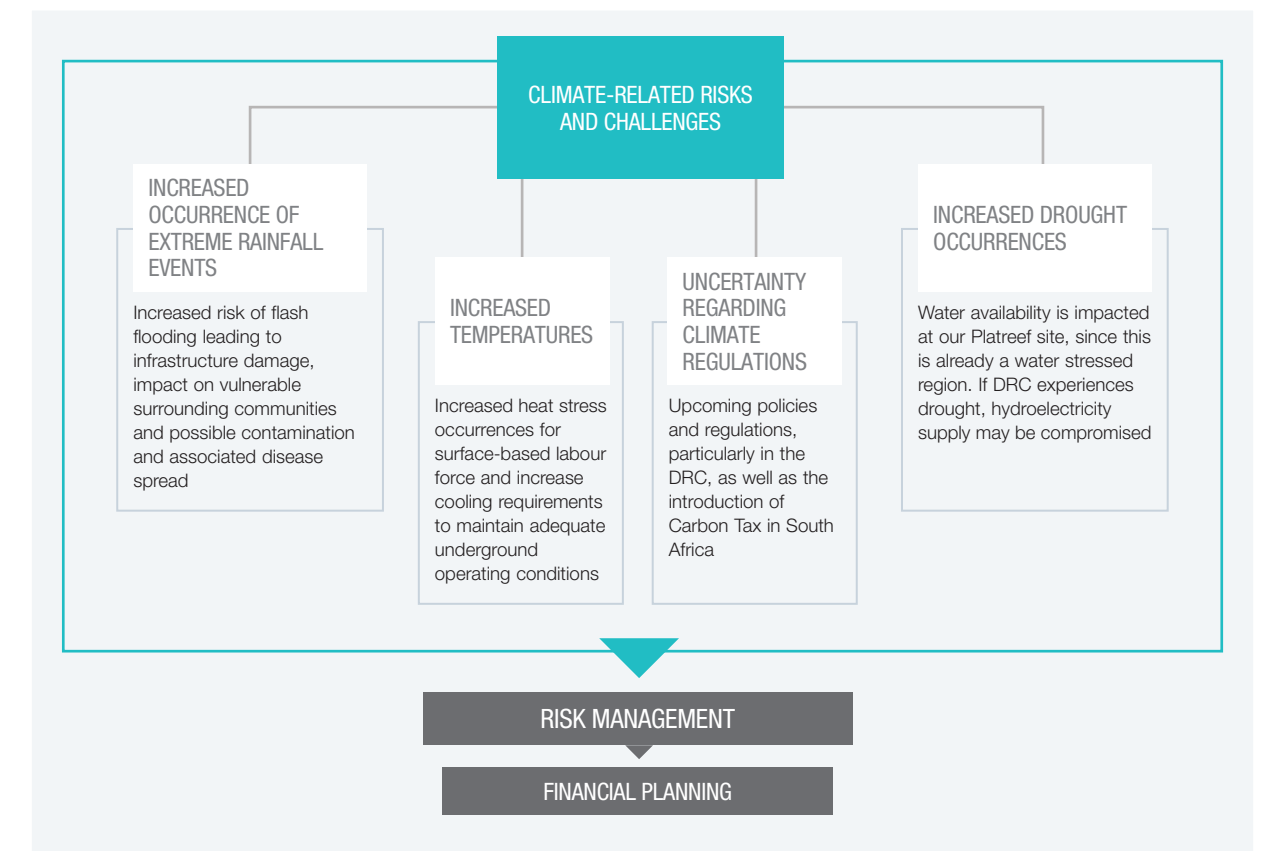 CLIMATE-RELATED RISKS
AND CHALLENGES
INCREASED
OCCURRENCE OF
EXTREME RAINFALL
EVENTS
Increased risk of flash
flooding leading to
infrastructure damage,
impact on vulnerable
surrounding communities
and possible contamination
and associated disease
spread
INCREASED
TEMPERATURES
Increased heat stress
occurrences for
surface-based labour
force and increase
cooling requirements
to maintain adequate
underground
operating conditions
UNCERTAINTY
REGARDING
CLIMATE
REGULATIONS
Upcoming policies
and regulations,
particularly in the
DRC, as well as the
introduction of
Carbon Tax in South
Africa
INCREASED DROUGHT
OCCURRENCES
Water availability is impacted
at our Platreef site, since this
is already a water stressed
region. If DRC experiences
drought, hydroelectricity
supply may be compromised
RISK MANAGEMENT
FINANCIAL PLANNING